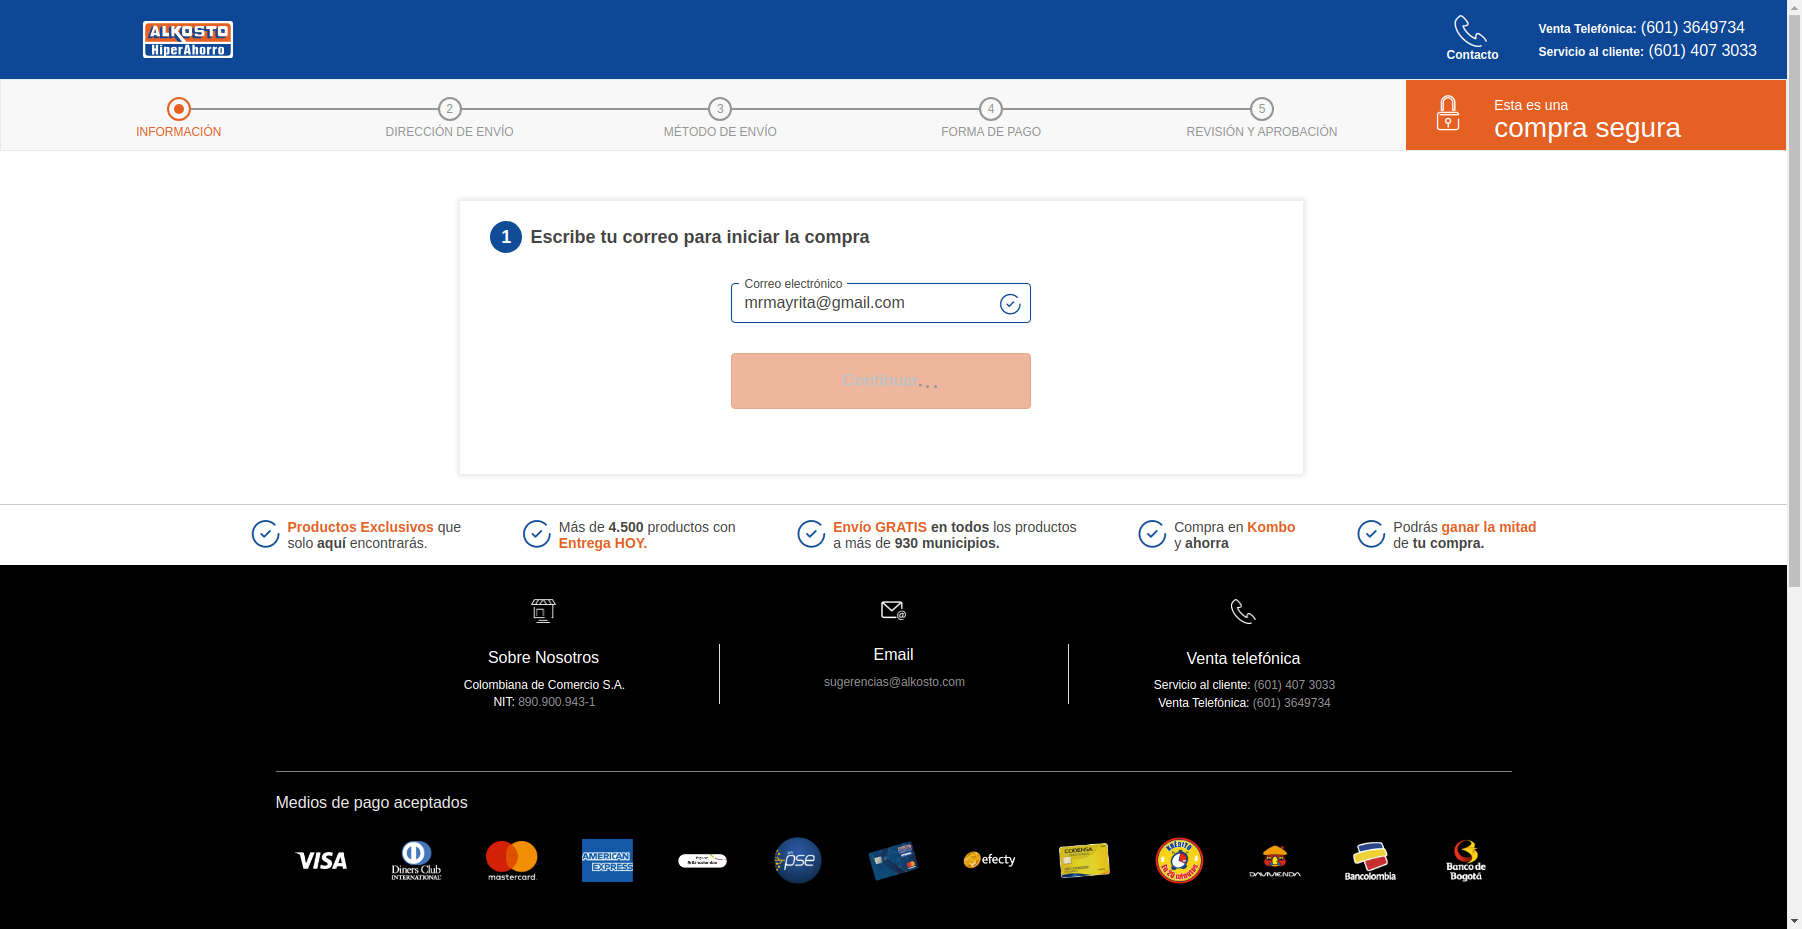 ALKOSTO
HiperAhorro
Contacto
Venta Telefónica: (601) 3649734
Servicio al cliente: (601) 407 3033
INFORMACIÓN
2
DIRECCIÓN DE ENVÍO
3
MÉTODO DE ENVÍO
4
FORMA DE PAGO
5
REVISIÓN Y APROBACIÓN
Esta es una
compra segura
1 Escribe tu correo para iniciar la compra
Correo electrónico
mrmayrita@gmail.com
Continuar...
Productos Exclusivos que
solo aquí encontrarás.
Más de 4.500 productos con
Entrega HOY.
Envío GRATIS en todos los productos
a más de 930 municipios.
Compra en Kombo
y ahorra
Podrás ganar la mitad
de tu compra.
Sobre Nosotros
Colombiana de Comercio S.A.
NIT: 890.900.943-1
Email
sugerencias@alkosto.com
Venta telefónica
Servicio al cliente: (601) 407 3033
Venta Telefónica: (601) 3649734
Medios de pago aceptados
VISA
Diners Club
INTERNATIONAL
mastercard.
AMERICAN
EXPRESS
Bancolombia
pse
efecty
CODENSA
KRÉDITO
En 20 minutos
DAVIVIENDA
Bancolombia
Banco de
Bogotá